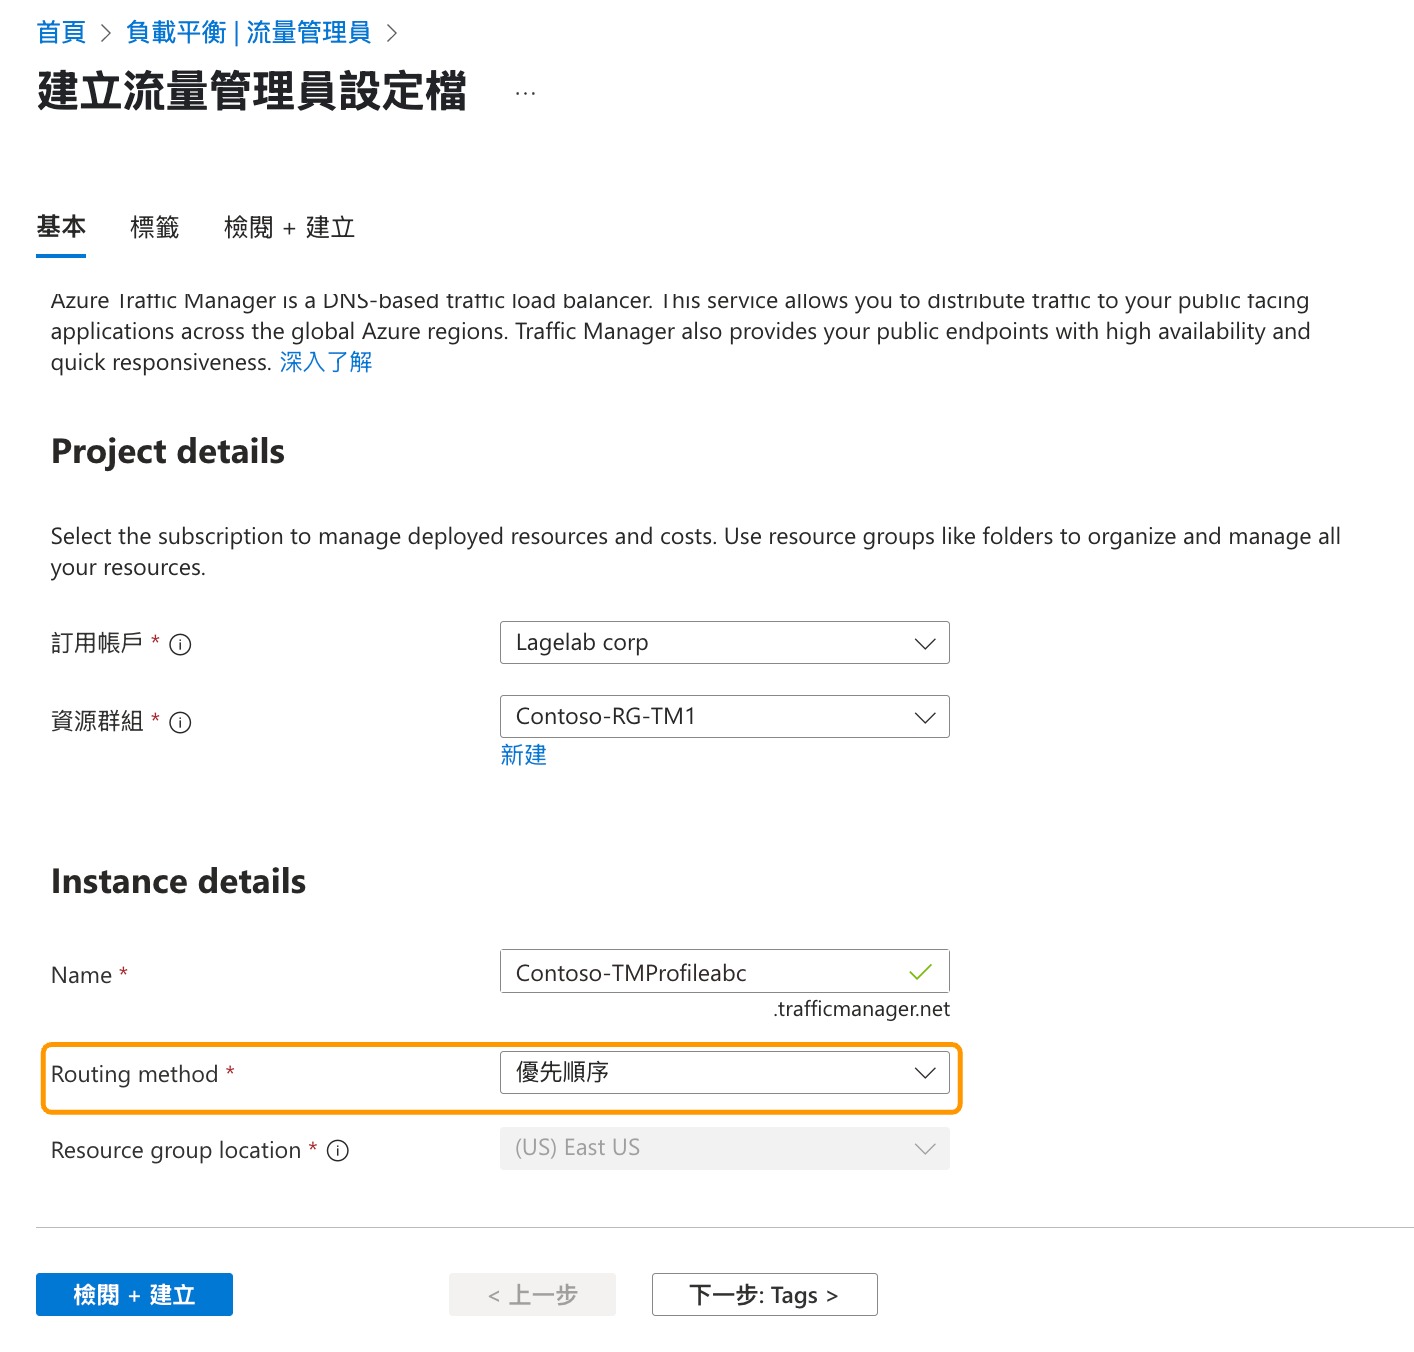 首頁 > 負載平衡 | 流量管理員 >
建立流量管理員設定檔 ...
基本 標籤 檢閱 + 建立
Azure Traffic Manager is a DNS-based traffic load balancer. This service allows you to distribute traffic to your public facing
applications across the global Azure regions. Traffic Manager also provides your public endpoints with high availability and
quick responsiveness. 深入了解
Project details
Select the subscription to manage deployed resources and costs. Use resource groups like folders to organize and manage all
your resources.
訂用帳戶 * Lagelab corp
資源群組 * Contoso-RG-TM1
新建
Instance details
Name * Contoso-TMProfileabc
.trafficmanager.net
Routing method * 優先順序
Resource group location * (US) East US
檢閱 + 建立 < 上一步 下一步: Tags >